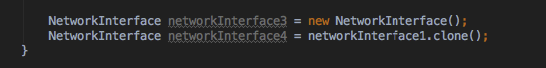 NetworkInterface networkInterface3 = new NetworkInterface();
NetworkInterface networkInterface4 = networkInterface1.clone();
}